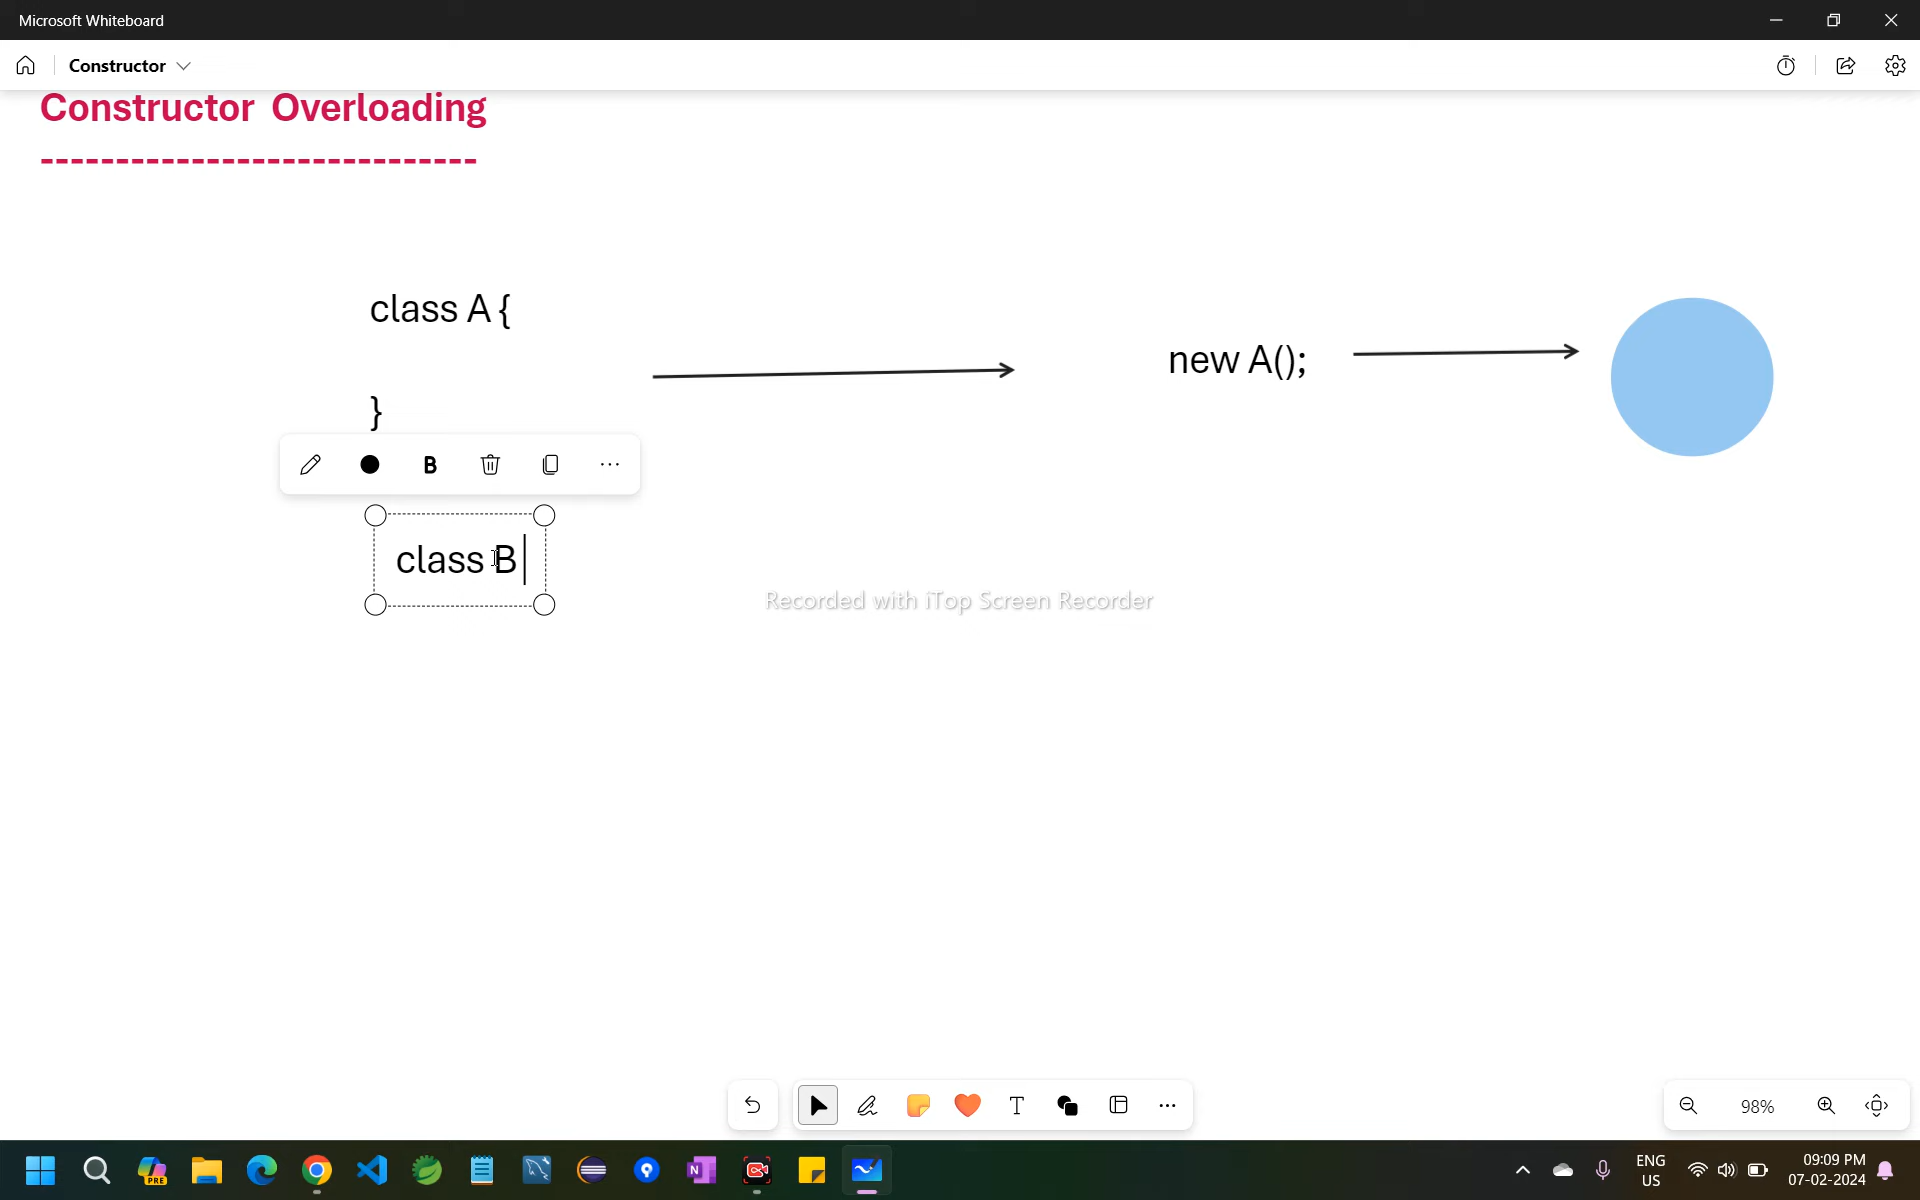 Microsoft Whiteboard
Constructor
Constructor Overloading
-----------------------------
class A {
new A();
}
B
class B
Recorded with iTop Screen Recorder
98%
PRE
N
ENG
US
09:09 PM
07-02-2024